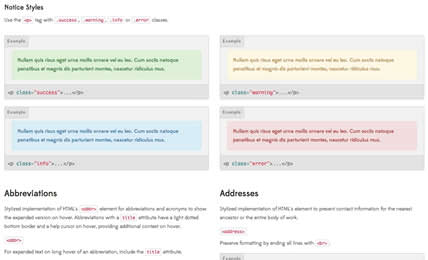 Notice Styles
Use the <p> tag with .success, .warning, .info or .error classes.
Example
Nullam quis risus eget urna mollis ornare vel eu leo. Cum sociis natoque
penatibus et magnis dis parturient montes, nascetur ridiculus mus.
<p class="success">...</p>
Example
Nullam quis risus eget urna mollis ornare vel eu leo. Cum sociis natoque
penatibus et magnis dis parturient montes, nascetur ridiculus mus.
<p class="warning">...</p>
Example
Nullam quis risus eget urna mollis ornare vel eu leo. Cum sociis natoque
penatibus et magnis dis parturient montes, nascetur ridiculus mus.
<p class="info">...</p>
Example
Nullam quis risus eget urna mollis ornare vel eu leo. Cum sociis natoque
penatibus et magnis dis parturient montes, nascetur ridiculus mus.
<p class="error">...</p>
Abbreviations
Stylized implementation of HTML's <abbr> element for abbreviations and acronyms to show
the expanded version on hover. Abbreviations with a title attribute have a light dotted
bottom border and a help cursor on hover, providing additional context on hover.
<abbr>
For expanded text on long hover of an abbreviation, include the title attribute.
Addresses
Stylized implementation of HTML's element to present contact information for the nearest
ancestor or the entire body of work.
<address>
Preserve formatting by ending all lines with <br>.
Example